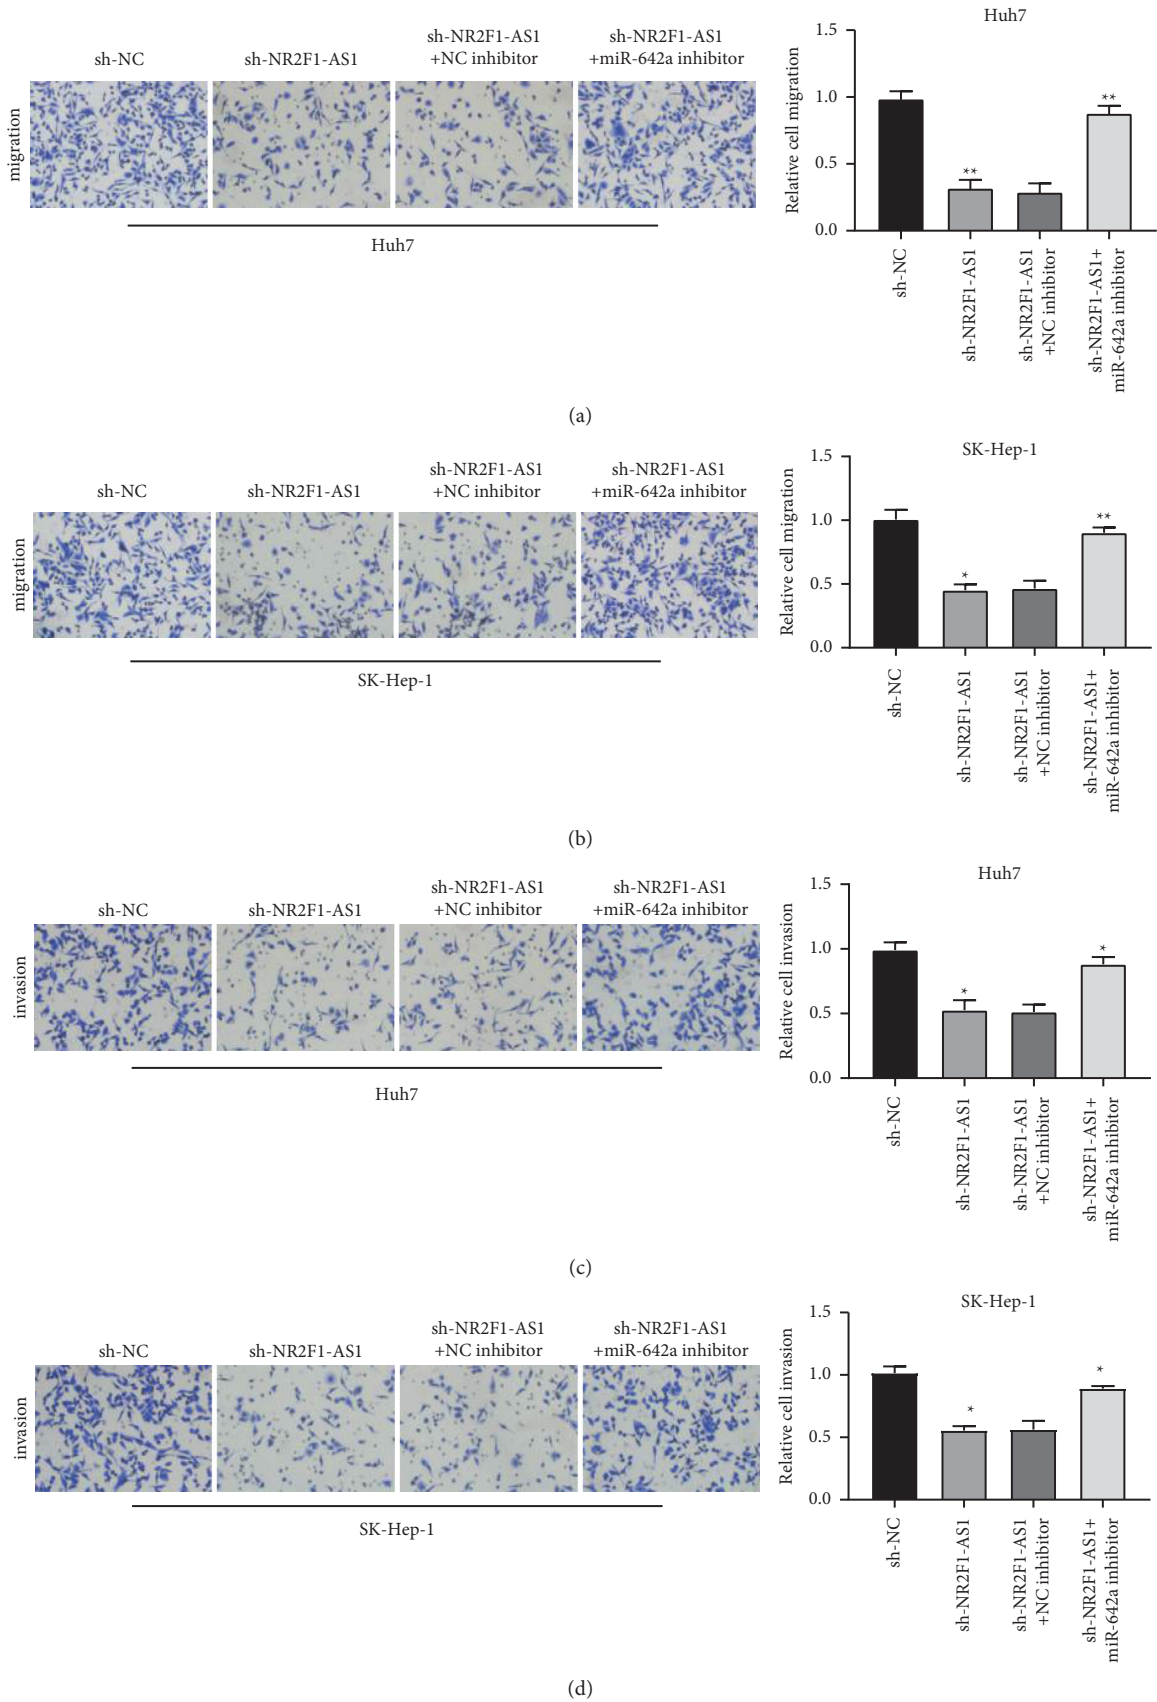 sh-NC
sh-NR2F1-AS1
sh-NR2F1-AS1
+NC inhibitor
sh-NR2F1-AS1
+miR-642a inhibitor
migration
Huh7
Huh7
Relative cell migration
1.5
1.0
0.5
0.0
**
**
sh-NC
sh-NR2F1-AS1
sh-NR2F1-AS1
+NC inhibitor
sh-NR2F1-AS1+
miR-642a inhibitor
(a)
sh-NC
sh-NR2F1-AS1
sh-NR2F1-AS1
+NC inhibitor
sh-NR2F1-AS1
+miR-642a inhibitor
migration
SK-Hep-1
SK-Hep-1
Relative cell migration
1.5
1.0
0.5
0.0
*
**
sh-NC
sh-NR2F1-AS1
sh-NR2F1-AS1
+NC inhibitor
sh-NR2F1-AS1+
miR-642a inhibitor
(b)
sh-NC
sh-NR2F1-AS1
sh-NR2F1-AS1
+NC inhibitor
sh-NR2F1-AS1
+miR-642a inhibitor
invasion
Huh7
Huh7
Relative cell invasion
1.5
1.0
0.5
0.0
*
*
sh-NC
sh-NR2F1-AS1
sh-NR2F1-AS1
+NC inhibitor
sh-NR2F1-AS1+
miR-642a inhibitor
(c)
sh-NC
sh-NR2F1-AS1
sh-NR2F1-AS1
+NC inhibitor
sh-NR2F1-AS1
+miR-642a inhibitor
invasion
SK-Hep-1
SK-Hep-1
Relative cell invasion
1.5
1.0
0.5
0.0
*
*
sh-NC
sh-NR2F1-AS1
sh-NR2F1-AS1
+NC inhibitor
sh-NR2F1-AS1+
miR-642a inhibitor
(d)